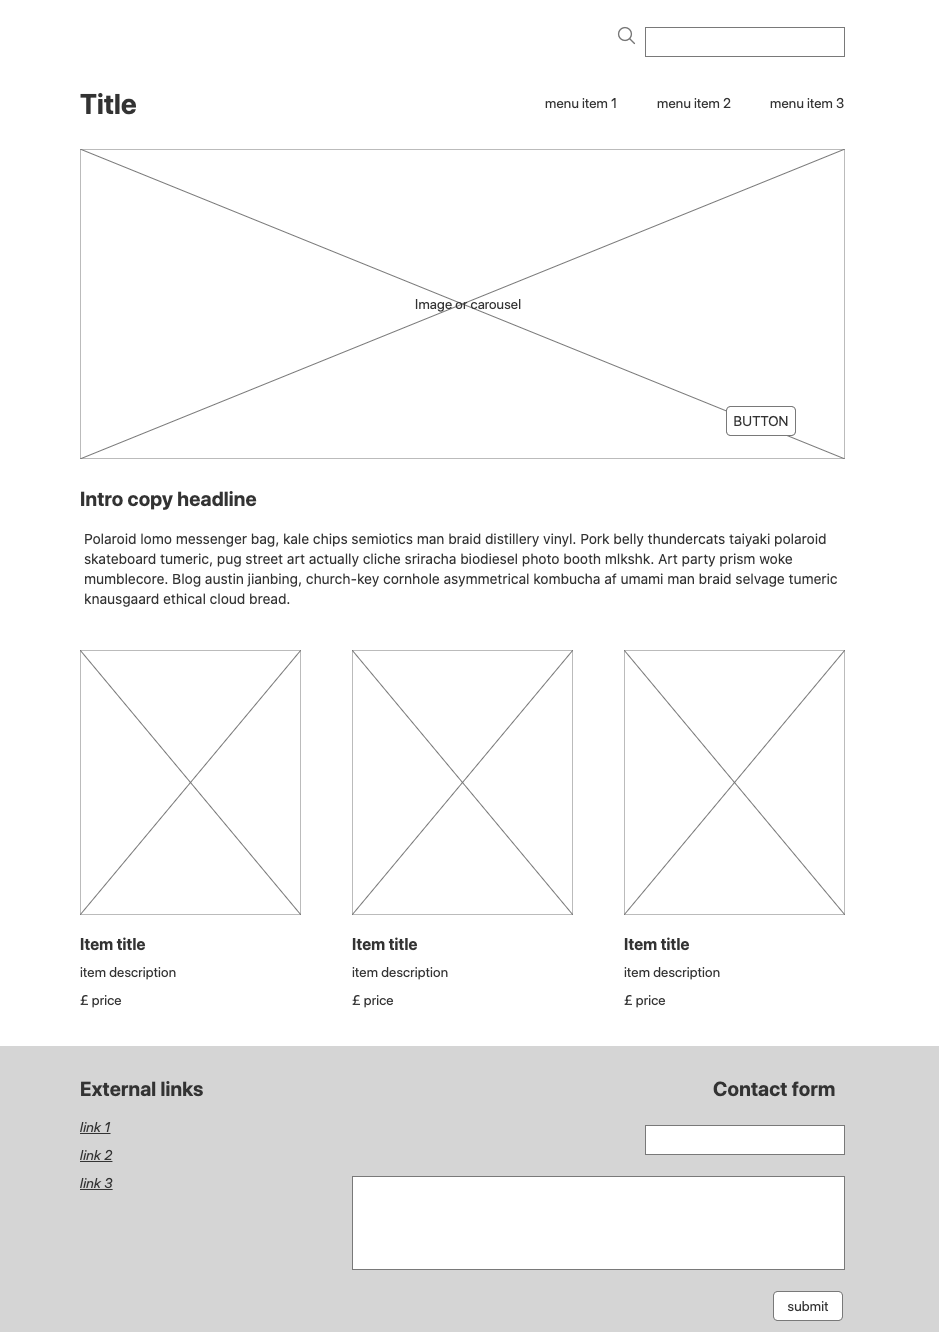 Title
menu item 1
menu item 2
menu item 3
Image or carousel
BUTTON
Intro copy headline
Polaroid lomo messenger bag, kale chips semiotics man braid distillery vinyl. Pork belly thundercats taiyaki polaroid
skateboard tumeric, pug street art actually cliche sriracha biodiesel photo booth mlkshk. Art party prism woke
mumblecore. Blog austin jianbing, church-key cornhole asymmetrical kombucha af umami man braid selvage tumeric
knausgaard ethical cloud bread.
Item title
item description
£ price
Item title
item description
£ price
Item title
item description
£ price
External links
link 1
link 2
link 3
Contact form
submit